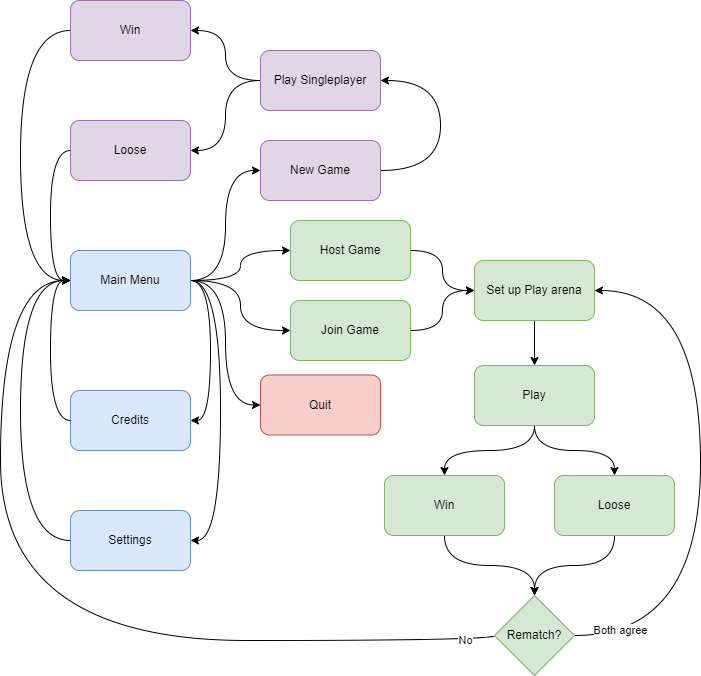 Win
Play Singleplayer
Loose
New Game
Host Game
Main Menu
Set up Play arena
Join Game
Play
Quit
Credits
Win
Loose
Settings
Rematch?
Both agree
No